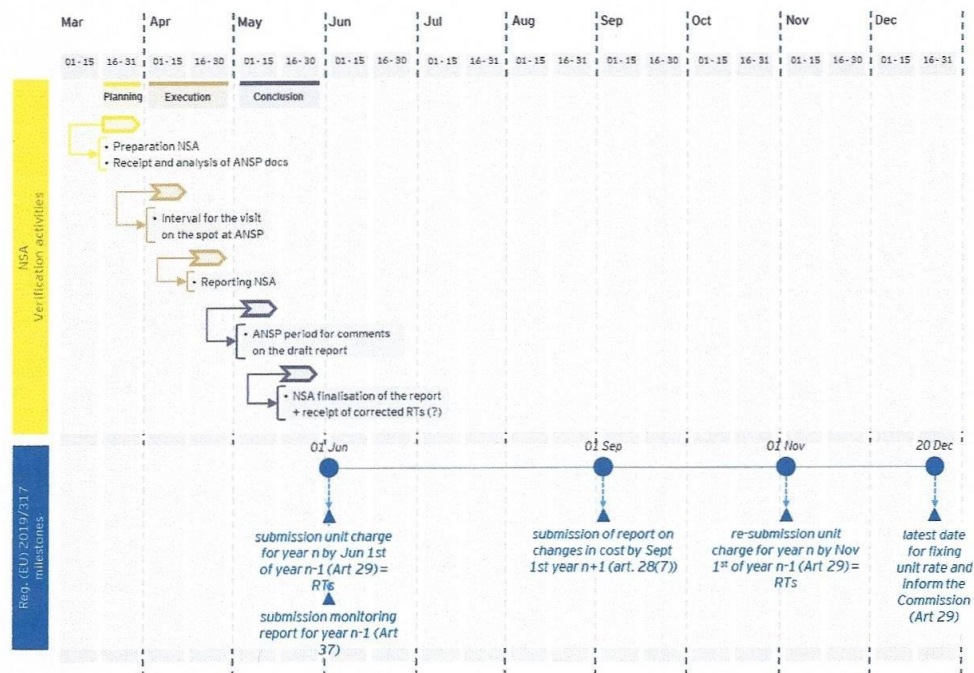 Mar Apr May Jun Jul Aug Sep Oct Nov Dec
01-15 16-31 01-15 16-30 01-15 16-30 01-15 16-30 01-15 16-31 01-15 16-31 01-15 16-30 01-15 16-31 01-15 16-30 01-15 16-31
Planning Execution Conclusion
NSA
Verification activities
• Preparation NSA
• Receipt and analysis of ANSP docs
• Interval for the visit
on the spot at ANSP
• Reporting NSA
• ANSP period for comments
on the draft report
• NSA finalisation of the report
+ receipt of corrected RTs (?)
Reg. (EU) 2019/317
milestones
01 Jun 01 Sep 01 Nov 20 Dec
submission unit charge
for year n by Jun 1st
of year n-1 (Art 29) =
RTs
submission monitoring
report for year n-1 (Art
37)
submission of report on
changes in cost by Sept
1st year n+1 (art. 28(7))
re-submission unit
charge for year n by Nov
1st of year n-1 (Art 29) =
RTs
latest date
for fixing
unit rate and
inform the
Commission
(Art 29)